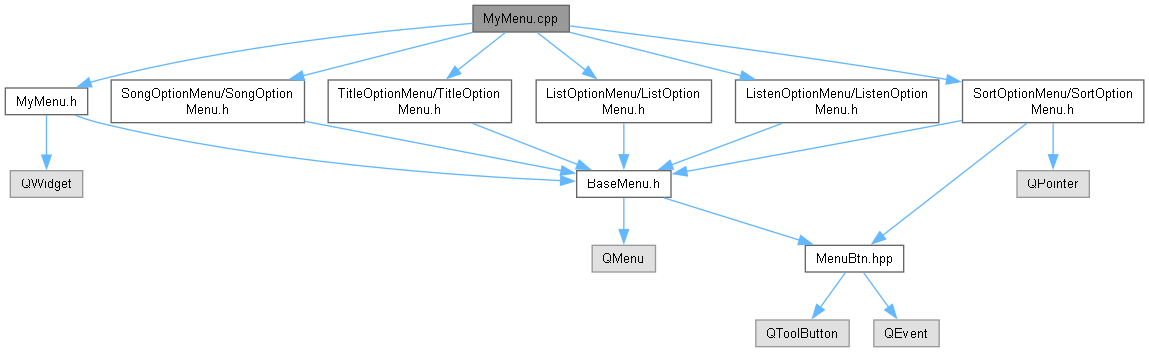 MyMenu.cpp
MyMenu.h
SongOptionMenu/SongOption
Menu.h
TitleOptionMenu/TitleOption
Menu.h
ListOptionMenu/ListOption
Menu.h
ListenOptionMenu/ListenOption
Menu.h
SortOptionMenu/SortOption
Menu.h
QWidget
BaseMenu.h
QPointer
QMenu
MenuBtn.hpp
QToolButton
QEvent